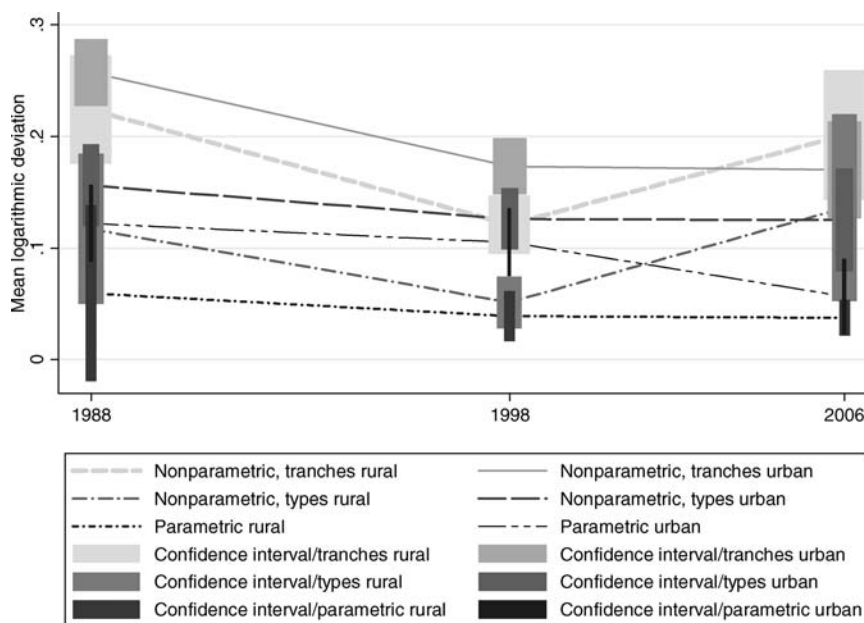 .3
.2
.1
0
Mean logarithmic deviation
1988 1998 2006
Nonparametric, tranches rural Nonparametric, tranches urban
Nonparametric, types rural Nonparametric, types urban
Parametric rural Parametric urban
Confidence interval/tranches rural Confidence interval/tranches urban
Confidence interval/types rural Confidence interval/types urban
Confidence interval/parametric rural Confidence interval/parametric urban